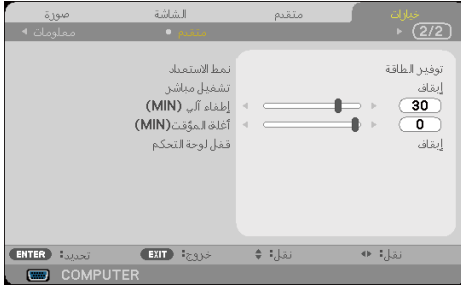 خيارات متقدم الشاشة صورة
(2/2) متقدم معلومات
نمط الاستعداد توفير الطاقة
تشغيل مباشر إيقاف
إطفاء آلي (MIN) 30
أغلق المؤقت(MIN) 0
قفل لوحة التحكم إيقاف
ENTER تحديد: EXIT خروج: نقل: نقل:
COMPUTER